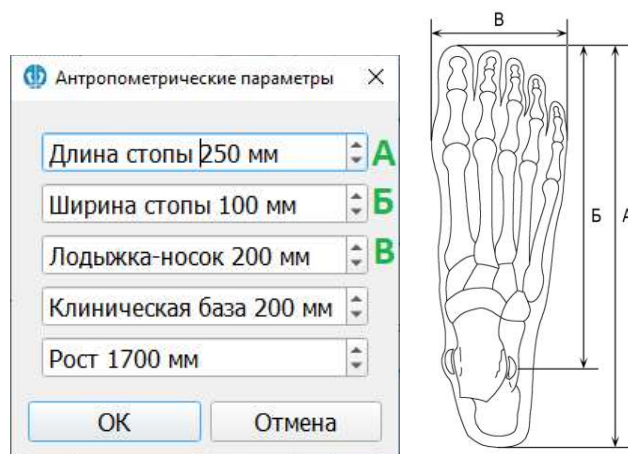 Антропометрические параметры
Длина стопы 250 мм А
Ширина стопы 100 мм Б
Лодыжка-носок 200 мм В
Клиническая база 200 мм
Рост 1700 мм
ОК Отмена
В
Б
А